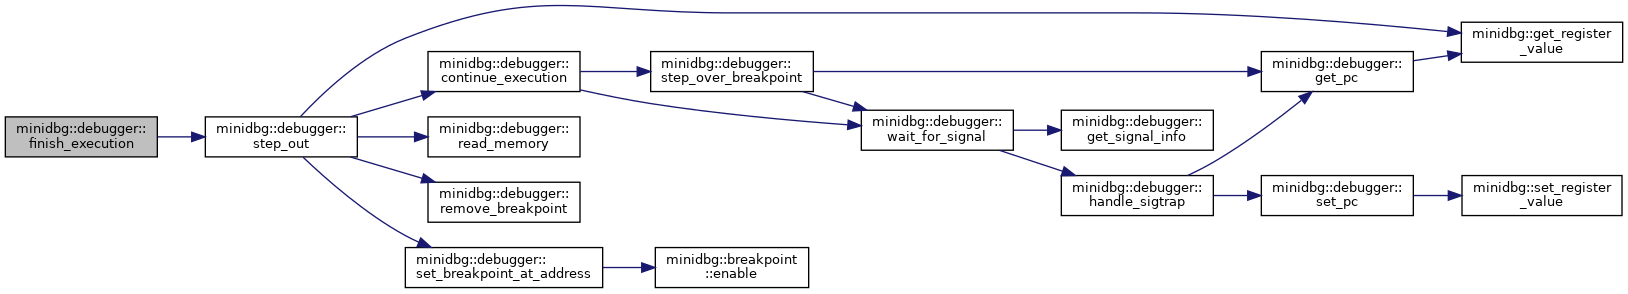 minidbg::debugger::
finish_execution
minidbg::debugger::
step_out
minidbg::debugger::
continue_execution
minidbg::debugger::
read_memory
minidbg::debugger::
remove_breakpoint
minidbg::debugger::
set_breakpoint_at_address
minidbg::debugger::
step_over_breakpoint
minidbg::breakpoint
::enable
minidbg::debugger::
wait_for_signal
minidbg::debugger::
get_signal_info
minidbg::debugger::
handle_sigtrap
minidbg::debugger::
get_pc
minidbg::debugger::
set_pc
minidbg::get_register
_value
minidbg::set_register
_value